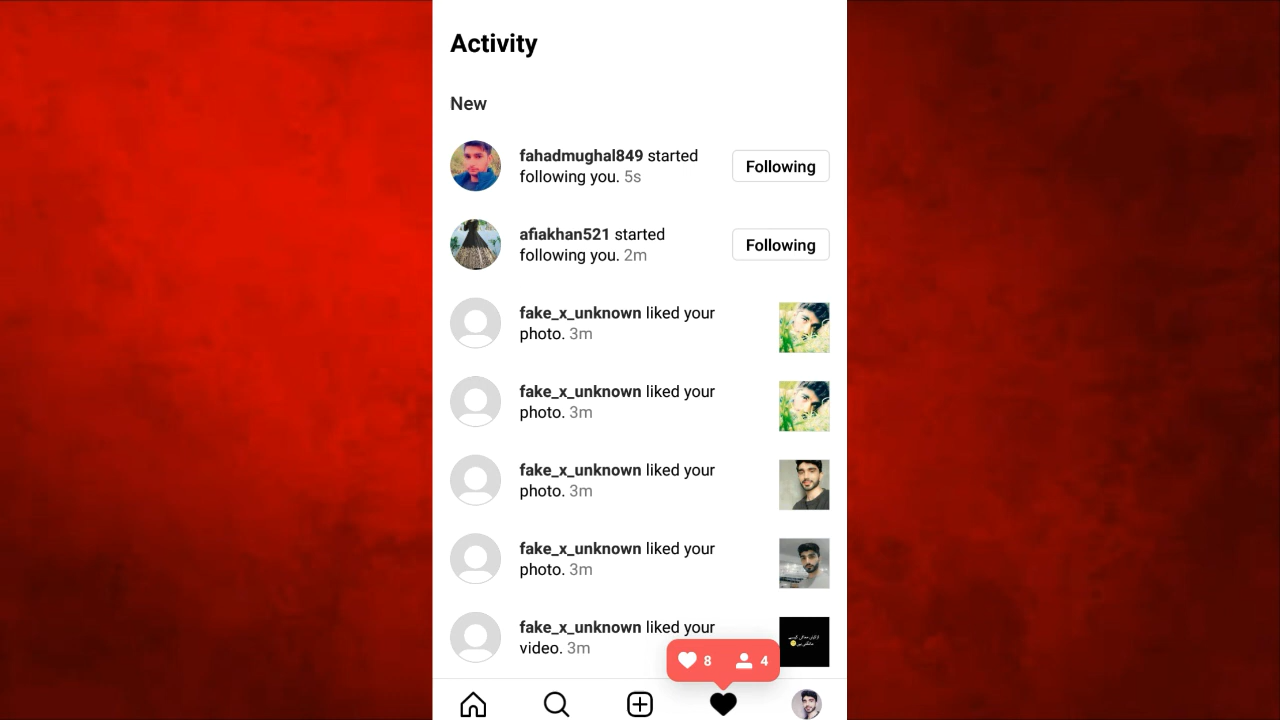 Activity
New
fahadmughal849 started
following you. 5s
Following
afiakhan521 started
following you. 2m
Following
fake_x_unknown liked your
photo. 3m
fake_x_unknown liked your
photo. 3m
fake_x_unknown liked your
photo. 3m
fake_x_unknown liked your
photo. 3m
fake_x_unknown liked your
video. 3m
8 4